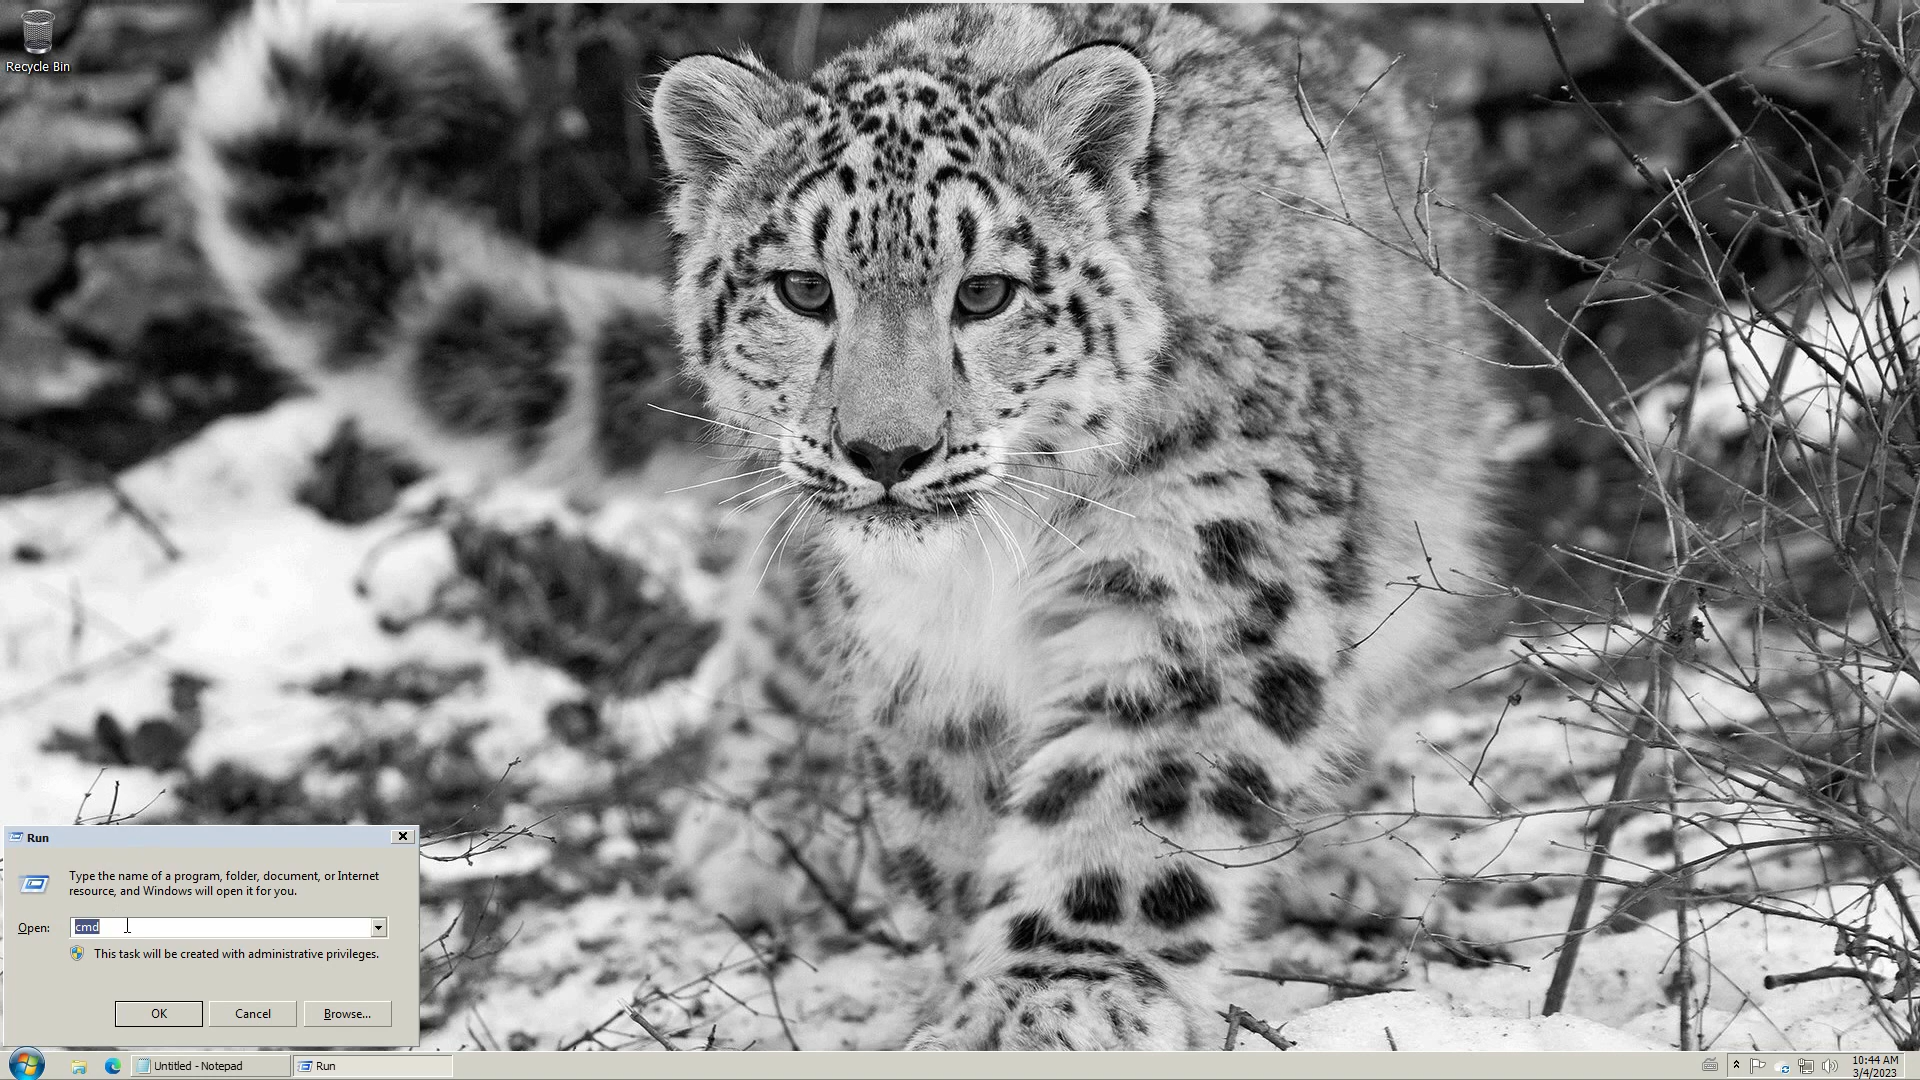 Recycle Bin
Run
Type the name of a program, folder, document, or Internet
resource, and Windows will open it for you.
Open:
cmd
This task will be created with administrative privileges.
OK
Cancel
Browse...
Untitled - Notepad
Run
10:44 AM
3/4/2023